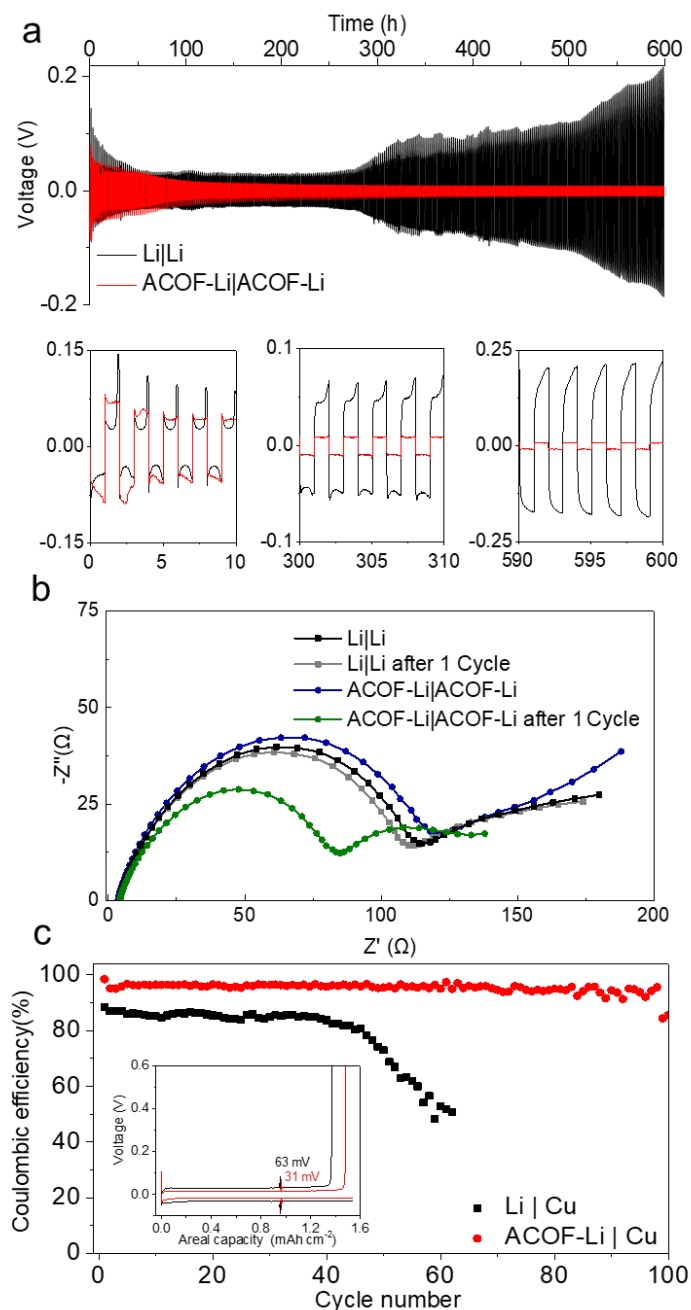 a
Time (h)
0 100 200 300 400 500 600
0.2
0.0
-0.2
Voltage (V)
Li|Li
ACOF-Li|ACOF-Li
0.15
0.00
-0.15
0 5 10
0.1
0.0
-0.1
300 305 310
0.25
0.00
-0.25
590 595 600
b
75
50
25
0
-Z"(Ω)
Li|Li
Li|Li after 1 Cycle
ACOF-Li|ACOF-Li
ACOF-Li|ACOF-Li after 1 Cycle
0 50 100 150 200
Z' (Ω)
c
100
80
60
40
20
0
Coulombic efficiency(%)
0.6
0.4
0.2
0.0
Voltage (V)
63 mV
31 mV
0.0 0.4 0.8 1.2 1.6
Areal capacity (mAh cm⁻²)
Li | Cu
ACOF-Li | Cu
0 20 40 60 80 100
Cycle number